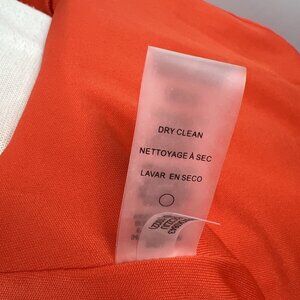 DRY CLEAN
NETTOYAGE À SEC
LAVAR EN SECO